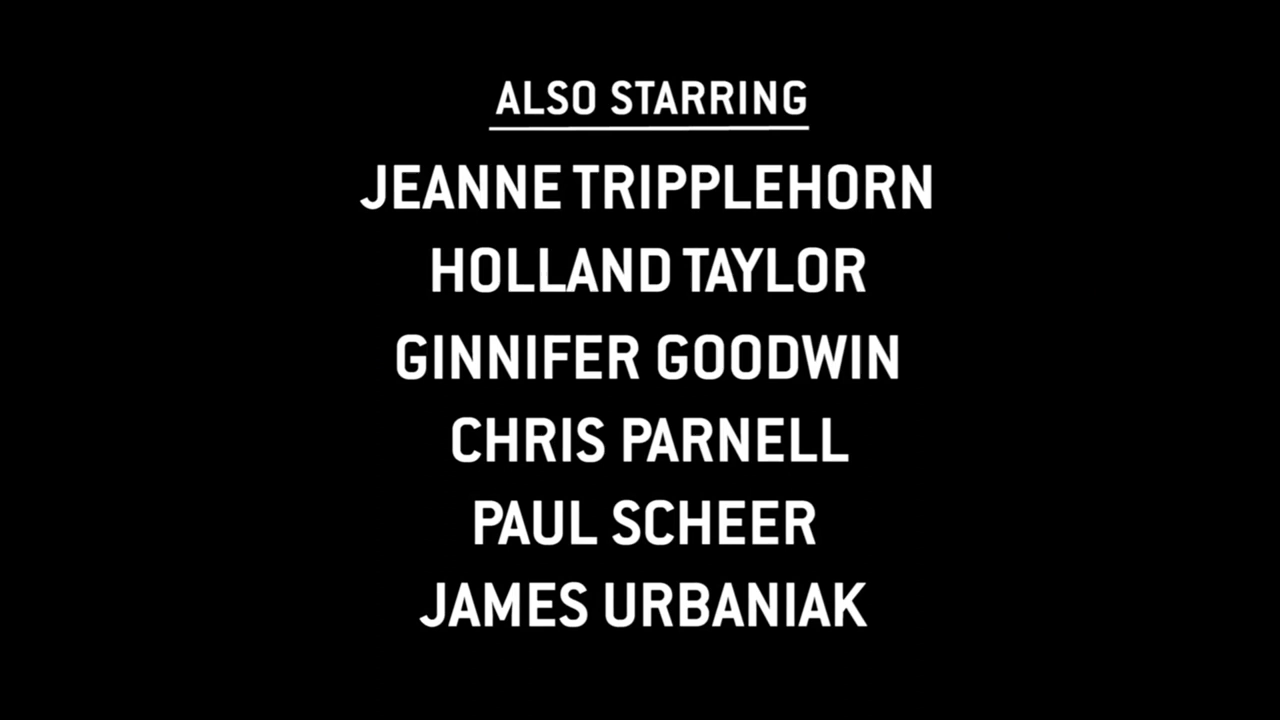 ALSO STARRING
JEANNE TRIPPLEHORN
HOLLAND TAYLOR
GINNIFER GOODWIN
CHRIS PARNELL
PAUL SCHEER
JAMES URBANIAK